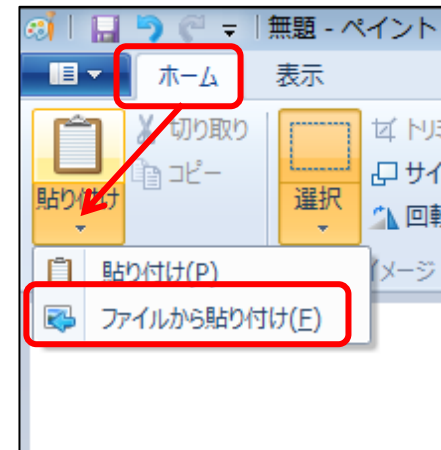 無題 - ペイント
ホーム 表示
切り取り
コピー
貼り付け
選択
トリミ
サイ
回転
貼り付け(P)
イメージ
ファイルから貼り付け(F)